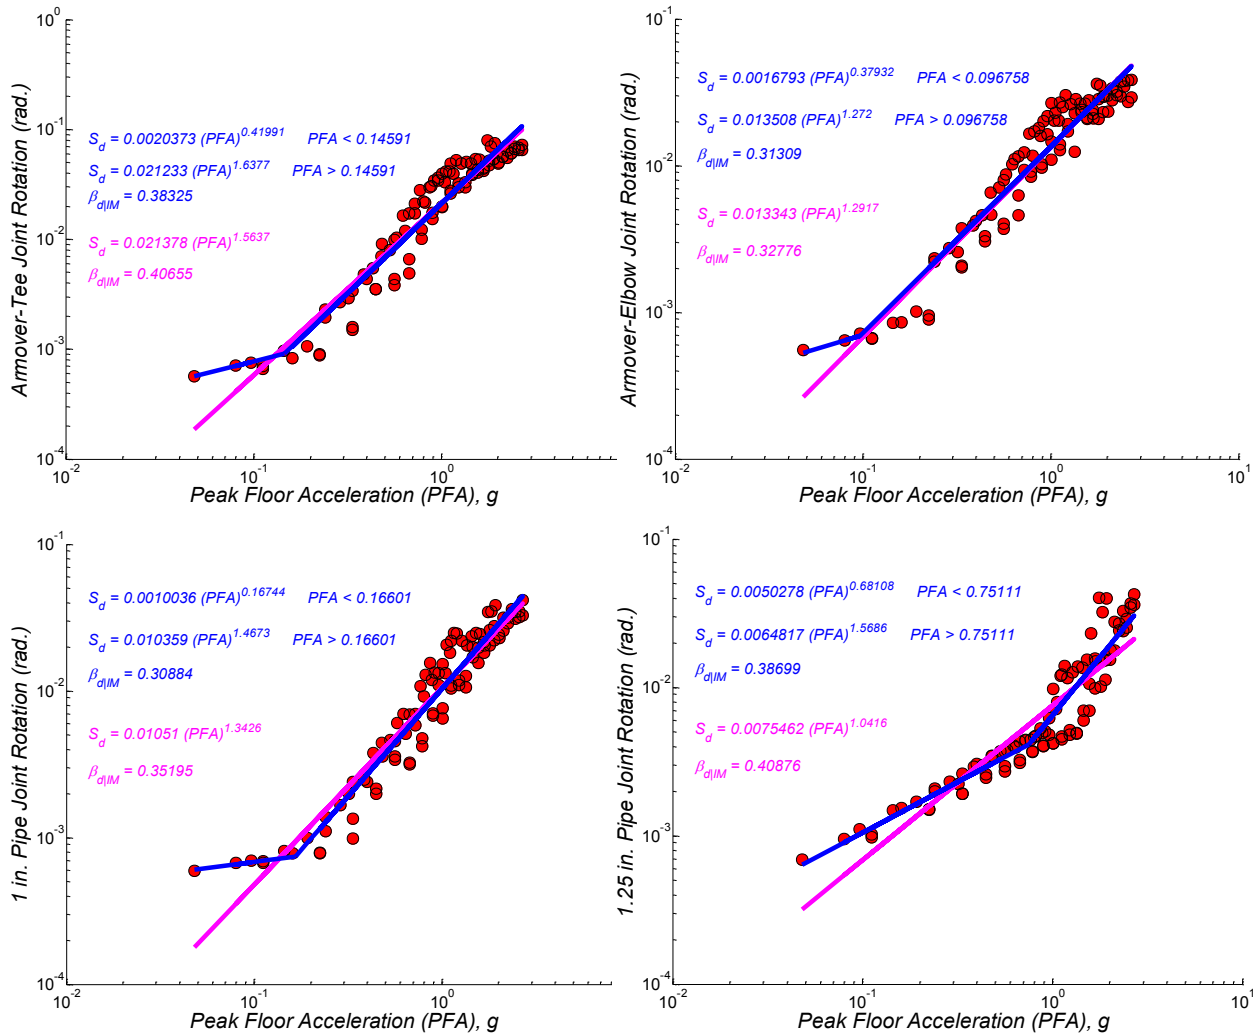 10^0
10^-1
10^-2
10^-3
10^-4
Armover-Tee Joint Rotation (rad.)
S_d = 0.0020373 (PFA)^0.41991 PFA < 0.14591
S_d = 0.021233 (PFA)^1.6377 PFA > 0.14591
β_d|IM = 0.38325
S_d = 0.021378 (PFA)^1.5637
β_d|IM = 0.40655
10^-2 10^-1 10^0
Peak Floor Acceleration (PFA), g
10^-1
10^-2
10^-3
10^-4
Armover-Elbow Joint Rotation (rad.)
S_d = 0.0016793 (PFA)^0.37932 PFA < 0.096758
S_d = 0.013508 (PFA)^1.272 PFA > 0.096758
β_d|IM = 0.31309
S_d = 0.013343 (PFA)^1.2917
β_d|IM = 0.32776
10^-2 10^-1 10^0 10^1
Peak Floor Acceleration (PFA), g
10^-1
10^-2
10^-3
10^-4
1 in. Pipe Joint Rotation (rad.)
S_d = 0.0010036 (PFA)^0.16744 PFA < 0.16601
S_d = 0.010359 (PFA)^1.4673 PFA > 0.16601
β_d|IM = 0.30884
S_d = 0.01051 (PFA)^1.3426
β_d|IM = 0.35195
10^-2 10^-1 10^0
Peak Floor Acceleration (PFA), g
10^-1
10^-2
10^-3
10^-4
1.25 in. Pipe Joint Rotation (rad.)
S_d = 0.0050278 (PFA)^0.68108 PFA < 0.75111
S_d = 0.0064817 (PFA)^1.5686 PFA > 0.75111
β_d|IM = 0.38699
S_d = 0.0075462 (PFA)^1.0416
β_d|IM = 0.40876
10^-2 10^-1 10^0 10^1
Peak Floor Acceleration (PFA), g